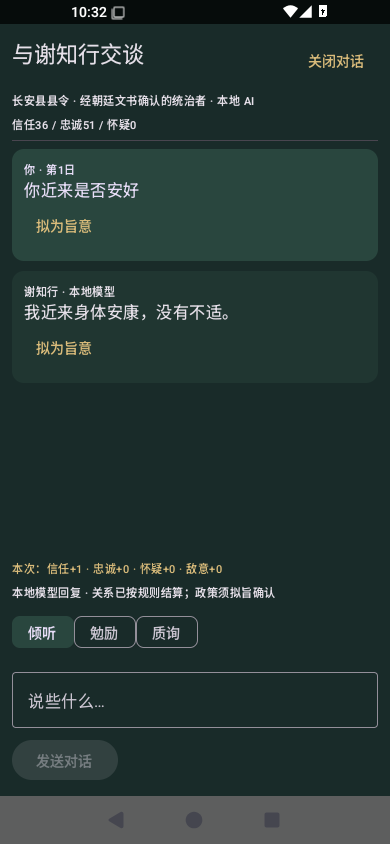 10:32
与谢知行交谈
关闭对话
长安县县令 · 经朝廷文书确认的统治者 · 本地 AI
信任36 / 忠诚51 / 怀疑0
你 · 第1日
你近来是否安好
拟为旨意
谢知行 · 本地模型
我近来身体安康，没有不适。
拟为旨意
本次：信任+1 · 忠诚+0 · 怀疑+0 · 敌意+0
本地模型回复 · 关系已按规则结算；政策须拟旨确认
倾听
勉励
质询
说些什么…
发送对话